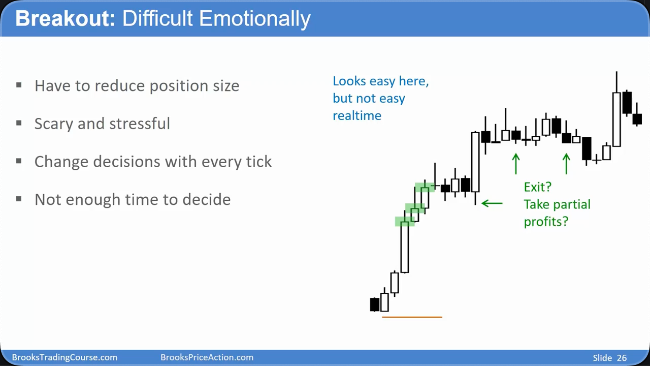 Breakout: Difficult Emotionally
Have to reduce position size
Scary and stressful
Change decisions with every tick
Not enough time to decide
Looks easy here,
but not easy
realtime
Exit?
Take partial
profits?
BrooksTradingCourse.com
BrooksPriceAction.com
Slide 26